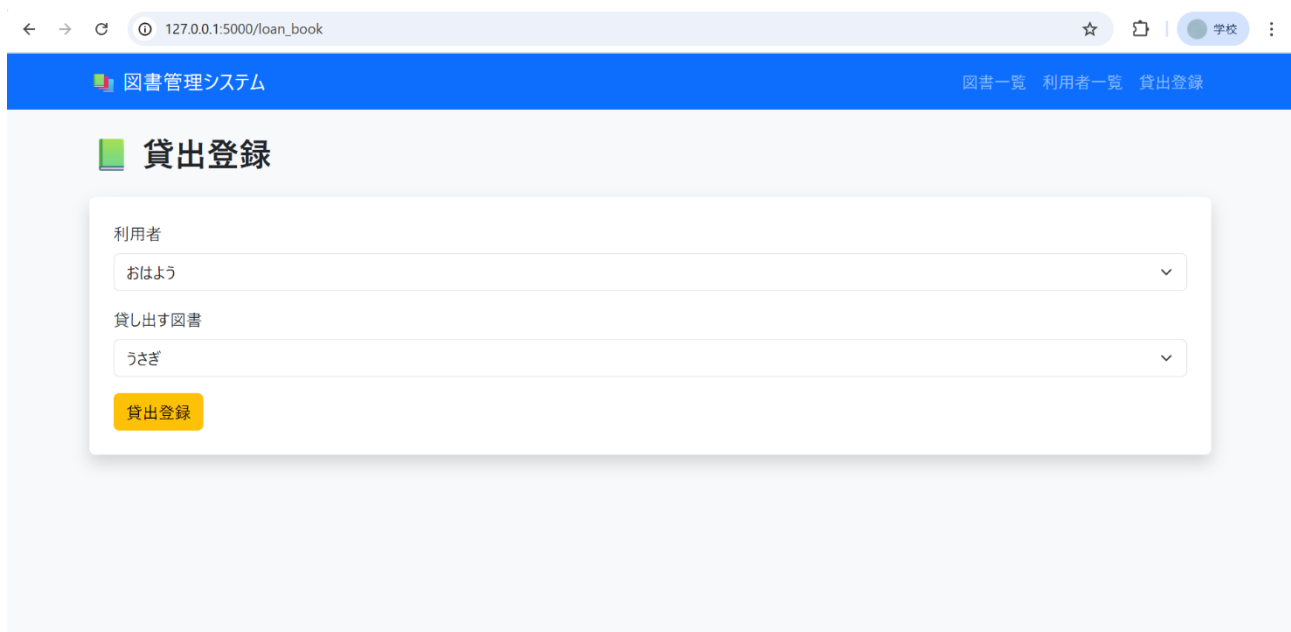 127.0.0.1:5000/loan_book
学校
図書管理システム
図書一覧 利用者一覧 貸出登録
貸出登録
利用者
おはよう
貸し出す図書
うさぎ
貸出登録